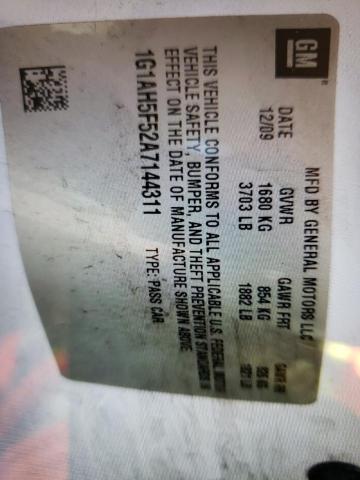 GM
MFD BY GENERAL MOTORS LLC
DATE GVWR GAWR FRT GAWR RR
12/09 1680 KG 854 KG
3703 LB 1882 LB
THIS VEHICLE CONFORMS TO ALL APPLICABLE U.S. FEDERAL MOTOR
VEHICLE SAFETY, BUMPER, AND THEFT PREVENTION STANDARDS IN
EFFECT ON THE DATE OF MANUFACTURE SHOWN ABOVE.
1G1AH5F52A7144311 TYPE: PASS CAR